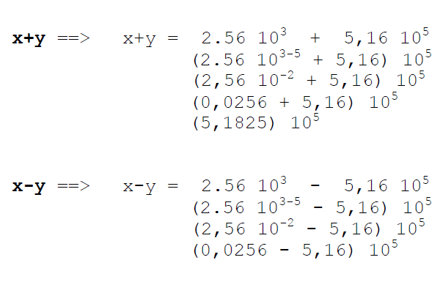 x+y ==> x+y = 2.56 10³ + 5,16 10⁵
(2.56 10³⁻⁵ + 5,16) 10⁵
(2,56 10⁻² + 5,16) 10⁵
(0,0256 + 5,16) 10⁵
(5,1825) 10⁵
x-y ==> x-y = 2.56 10³ - 5,16 10⁵
(2.56 10³⁻⁵ - 5,16) 10⁵
(2,56 10⁻² - 5,16) 10⁵
(0,0256 - 5,16) 10⁵